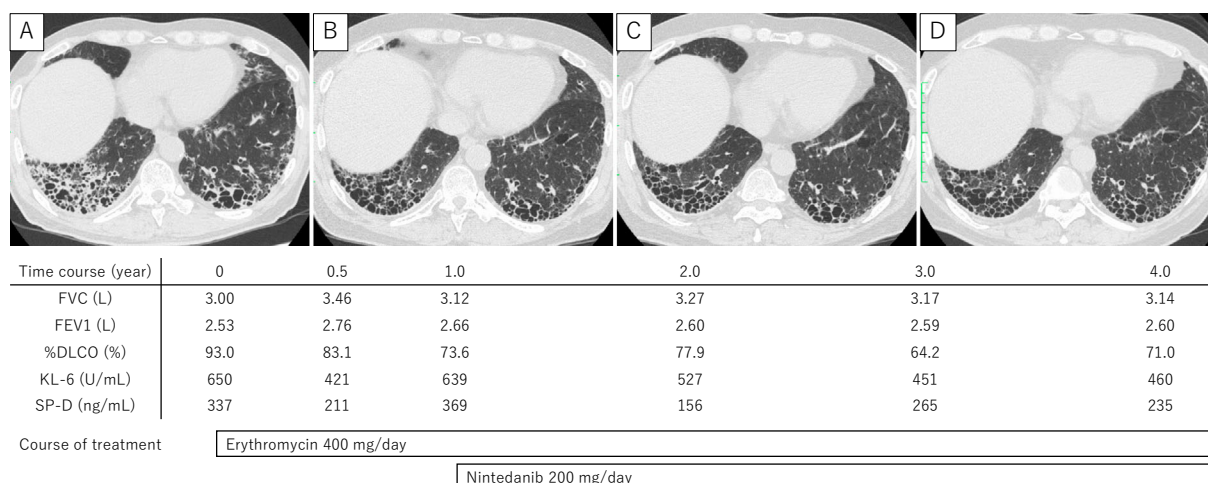 A B C D
Time course (year) 0 0.5 1.0 2.0 3.0 4.0
FVC (L) 3.00 3.46 3.12 3.27 3.17 3.14
FEV1 (L) 2.53 2.76 2.66 2.60 2.59 2.60
%DLCO (%) 93.0 83.1 73.6 77.9 64.2 71.0
KL-6 (U/mL) 650 421 639 527 451 460
SP-D (ng/mL) 337 211 369 156 265 235
Course of treatment Erythromycin 400 mg/day
Nintedanib 200 mg/day